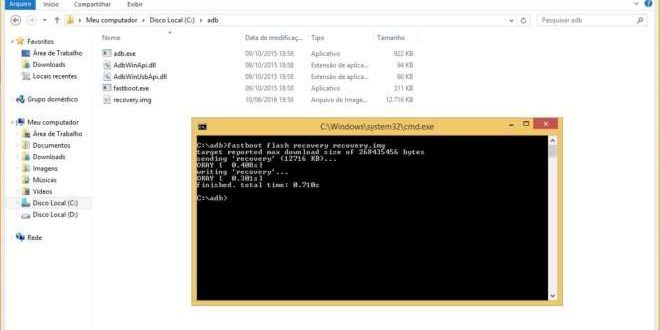 Arquivo Início Compartilhar Exibir
Meu computador Disco Local (C:) adb
Pesquisar adb
Nome Data de modificaç... Tipo Tamanho
Favoritos
Área de Trabalho
Downloads
Locais recentes
Grupo doméstico
Meu computador
Área de Trabalho
Documentos
Downloads
Imagens
Músicas
Vídeos
Disco Local (C:)
Disco Local (D:)
Rede
adb.exe 09/10/2015 18:58 Aplicativo 922 KB
AdbWinApi.dll 09/10/2015 18:58 Extensão de aplica... 94 KB
AdbWinUsbApi.dll 09/10/2015 18:58 Extensão de aplica... 60 KB
fastboot.exe 09/10/2015 18:58 Aplicativo 311 KB
recovery.img 10/06/2016 18:56 Arquivo de Image... 12.716 KB
C:\Windows\system32\cmd.exe
C:\adb>fastboot flash recovery recovery.img
target reported max download size of 268435456 bytes
sending 'recovery' (12716 KB)...
OKAY [ 0.400s]
writing 'recovery'...
OKAY [ 0.301s]
finished. total time: 0.710s
C:\adb>